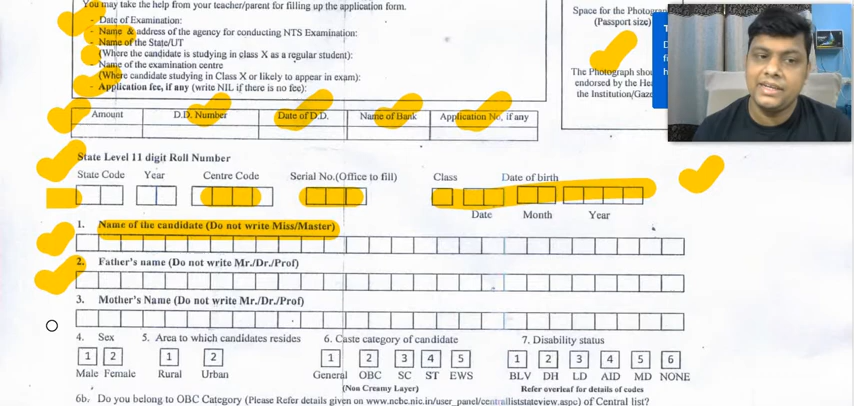 You may take the help from your teacher/parent for filling up the application form.
- Date of Examination:
- Name & address of the agency for conducting NTS Examination:
- Name of the State/UT
(Where the candidate is studying in class X as a regular student):
- Name of the examination centre
(Where candidate studying in Class X or likely to appear in exam):
- Application fee, if any (write NIL if there is no fee):
Space for the Photograp
(Passport size)
The Photograph shou
endorsed by the Hea
the Institution/Gaze
Amount D.D. Number Date of D.D. Name of Bank Application No, if any
State Level 11 digit Roll Number
State Code Year Centre Code Serial No.(Office to fill) Class Date of birth
Date Month Year
1. Name of the candidate (Do not write Miss/Master)
2. Father's name (Do not write Mr./Dr./Prof)
3. Mother's Name (Do not write Mr./Dr./Prof)
4. Sex 5. Area to which candidates resides 6. Caste category of candidate 7. Disability status
1 2 1 2 1 2 3 4 5 1 2 3 4 5 6
Male Female Rural Urban General OBC SC ST EWS BLV DH LD AID MD NONE
(Non Creamy Layer) Refer overleaf for details of codes
6b. Do you belong to OBC Category (Please Refer details given on www.ncbc.nic.in/user_panel/centralliststateview.aspc) of Central list?